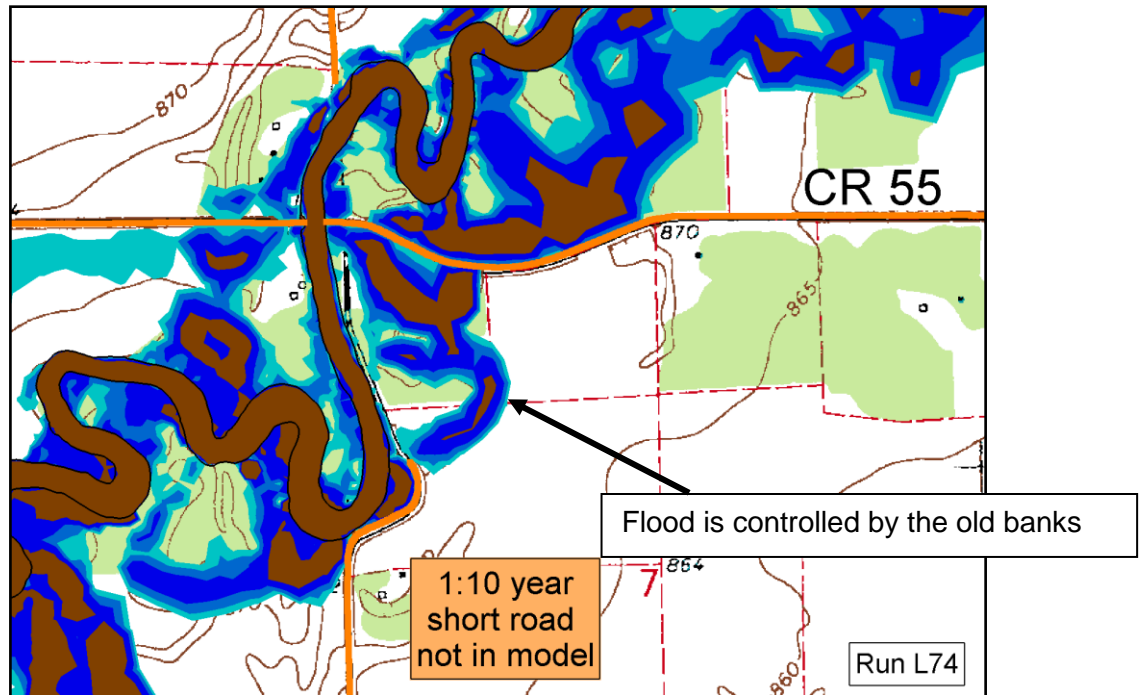 870
CR 55
870
865
Flood is controlled by the old banks
864
7
1:10 year
short road
not in model
Run L74
860